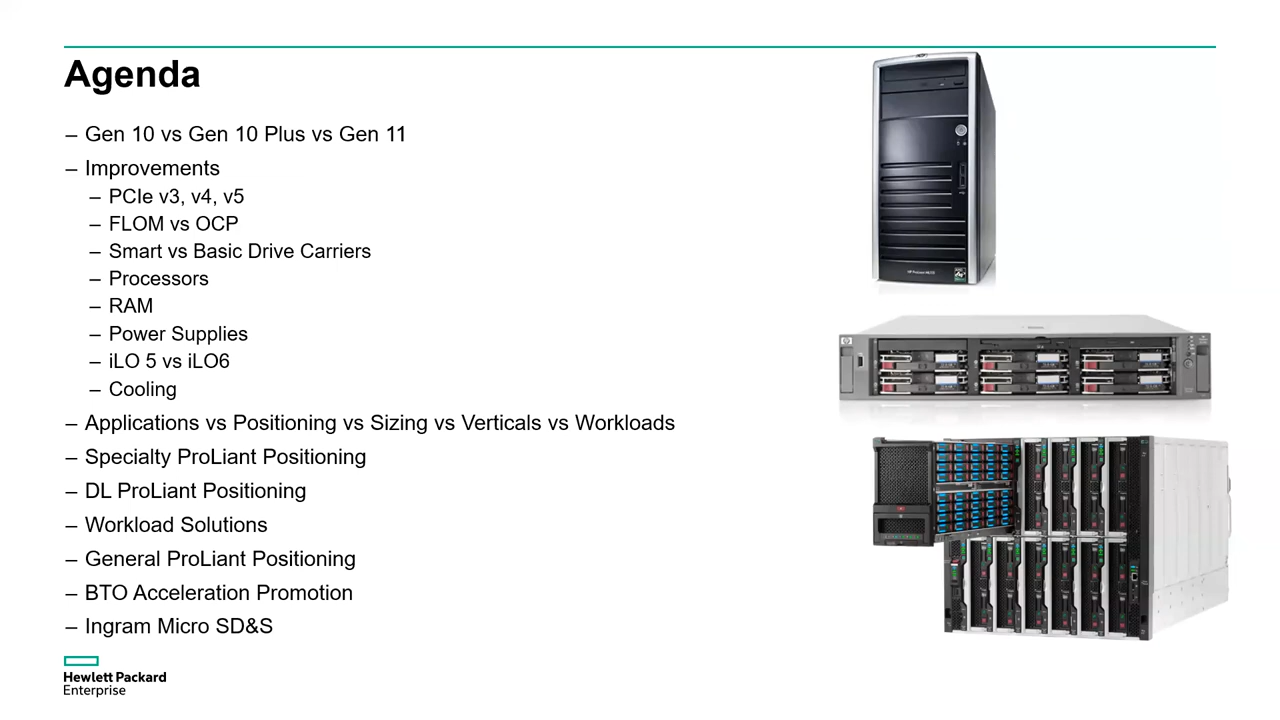 Agenda
– Gen 10 vs Gen 10 Plus vs Gen 11
– Improvements
– PCIe v3, v4, v5
– FLOM vs OCP
– Smart vs Basic Drive Carriers
– Processors
– RAM
– Power Supplies
– iLO 5 vs iLO6
– Cooling
– Applications vs Positioning vs Sizing vs Verticals vs Workloads
– Specialty ProLiant Positioning
– DL ProLiant Positioning
– Workload Solutions
– General ProLiant Positioning
– BTO Acceleration Promotion
– Ingram Micro SD&S
Hewlett Packard
Enterprise